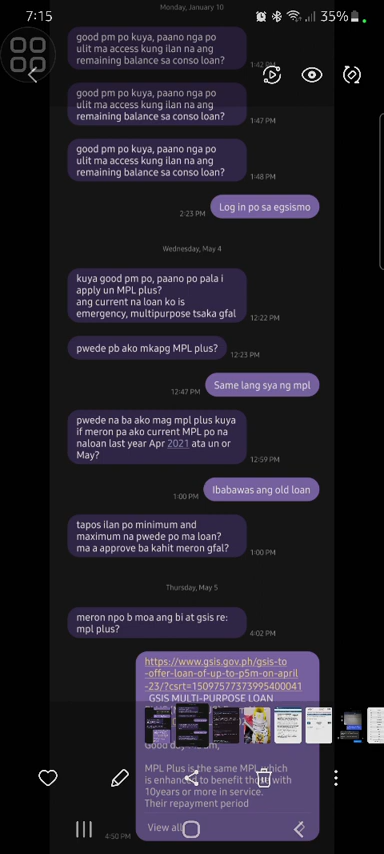 Monday, January 10
7:15
35%
good pm po kuya, paano nga po
ulit ma access kung ilan na ang
remaining balance sa conso loan?
1:42 PM
good pm po kuya, paano nga po
ulit ma access kung ilan na ang
remaining balance sa conso loan?
1:47 PM
good pm po kuya, paano nga po
ulit ma access kung ilan na ang
remaining balance sa conso loan?
1:48 PM
2:23 PM
Log in po sa egsismo
Wednesday, May 4
kuya good pm po, paano po pala i
apply un MPL plus?
ang current na loan ko is
emergency, multipurpose tsaka gfal
12:22 PM
pwede pb ako mkapg MPL plus?
12:23 PM
12:47 PM
Same lang sya ng mpl
pwede na ba ako mag mpl plus kuya
if meron pa ako current MPL po na
naloan last year Apr 2021 ata un or
May?
12:59 PM
1:00 PM
Ibabawas ang old loan
tapos ilan po minimum and
maximum na pwede po ma loan?
ma a approve ba kahit meron gfal?
1:00 PM
Thursday, May 5
meron npo b moa ang bi at gsis re:
mpl plus?
4:02 PM
https://www.gsis.gov.ph/gsis-to
-offer-loan-of-up-to-p5m-on-april
-23/?csrt=15097577373995400041
GSIS MULTI-PURPOSE LOAN
Good day
MPL Plus is the same MPL which
is enhanced to benefit those with
10years or more in service.
Their repayment period
View all
4:50 PM